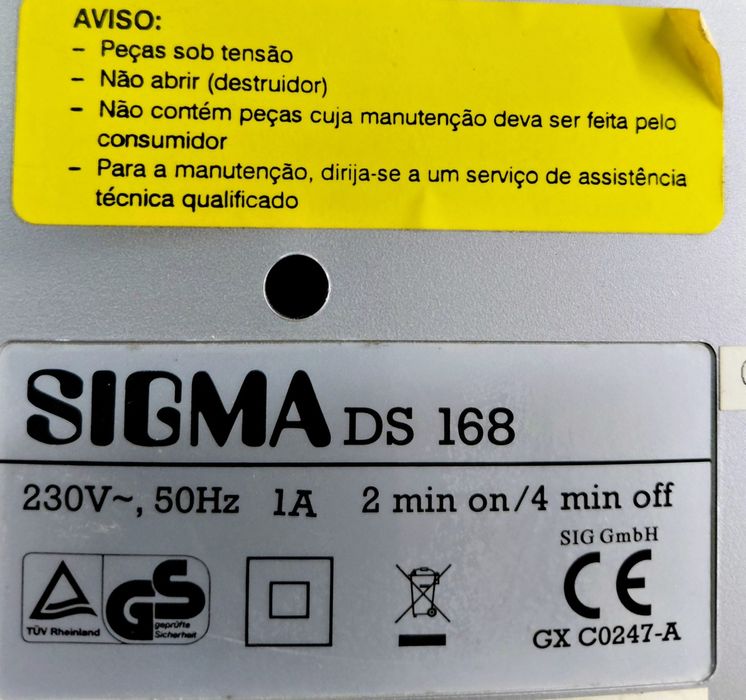 AVISO:
– Peças sob tensão
– Não abrir (destruidor)
– Não contém peças cuja manutenção deva ser feita pelo
consumidor
– Para a manutenção, dirija-se a um serviço de assistência
técnica qualificado
SIGMA DS 168
230V~, 50Hz 1A 2 min on/4 min off
SIG GmbH
TÜV Rheinland
GS
geprüfte
Sicherheit
CE
GX C0247-A